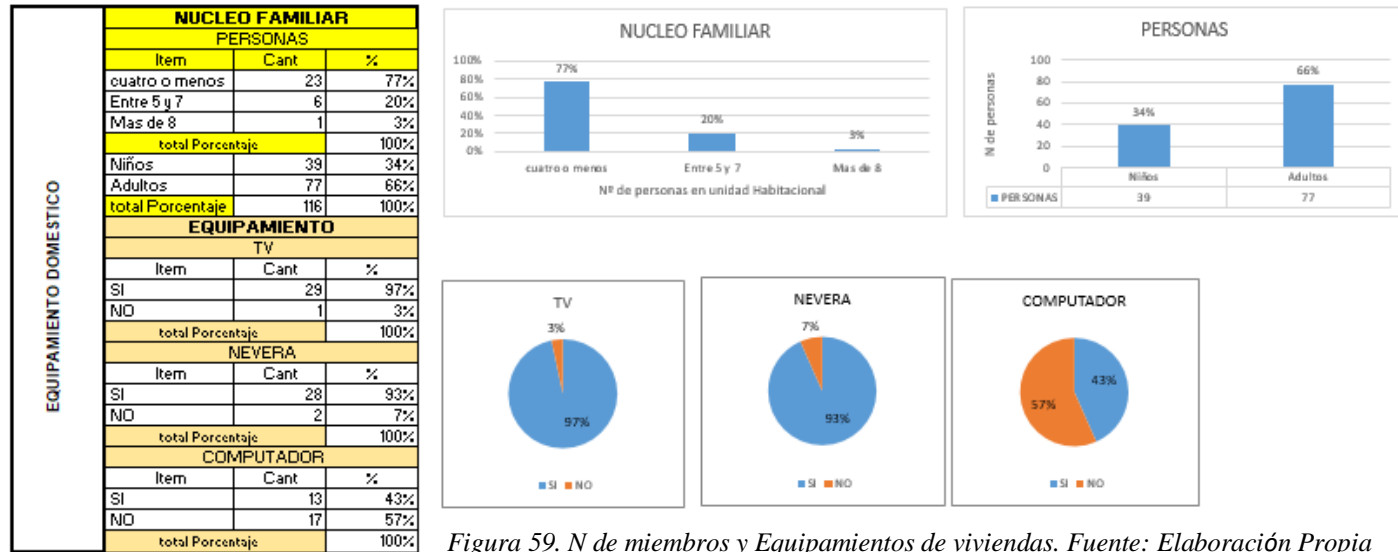 EQUIPAMIENTO DOMESTICO
NUCLEO FAMILIAR
PERSONAS
Item Cant %
cuatro o menos 23 77%
Entre 5 y 7 6 20%
Mas de 8 1 3%
total Porcentaje 100%
Niños 39 34%
Adultos 77 66%
total Porcentaje 116 100%
EQUIPAMIENTO
TV
Item Cant %
SI 29 97%
NO 1 3%
total Porcentaje 100%
NEVERA
Item Cant %
SI 28 93%
NO 2 7%
total Porcentaje 100%
COMPUTADOR
Item Cant %
SI 13 43%
NO 17 57%
total Porcentaje 100%
NUCLEO FAMILIAR
100%
80%
60%
40%
20%
0%
77%
20%
3%
cuatro o menos Entre 5 y 7 Mas de 8
Nº de personas en unidad Habitacional
PERSONAS
N de personas
100
80
60
40
20
0
34%
66%
Niños Adultos
PERSONAS 39 77
TV
3%
97%
SI NO
NEVERA
7%
93%
SI NO
COMPUTADOR
43%
57%
SI NO
Figura 59. N de miembros y Equipamientos de viviendas. Fuente: Elaboración Propia